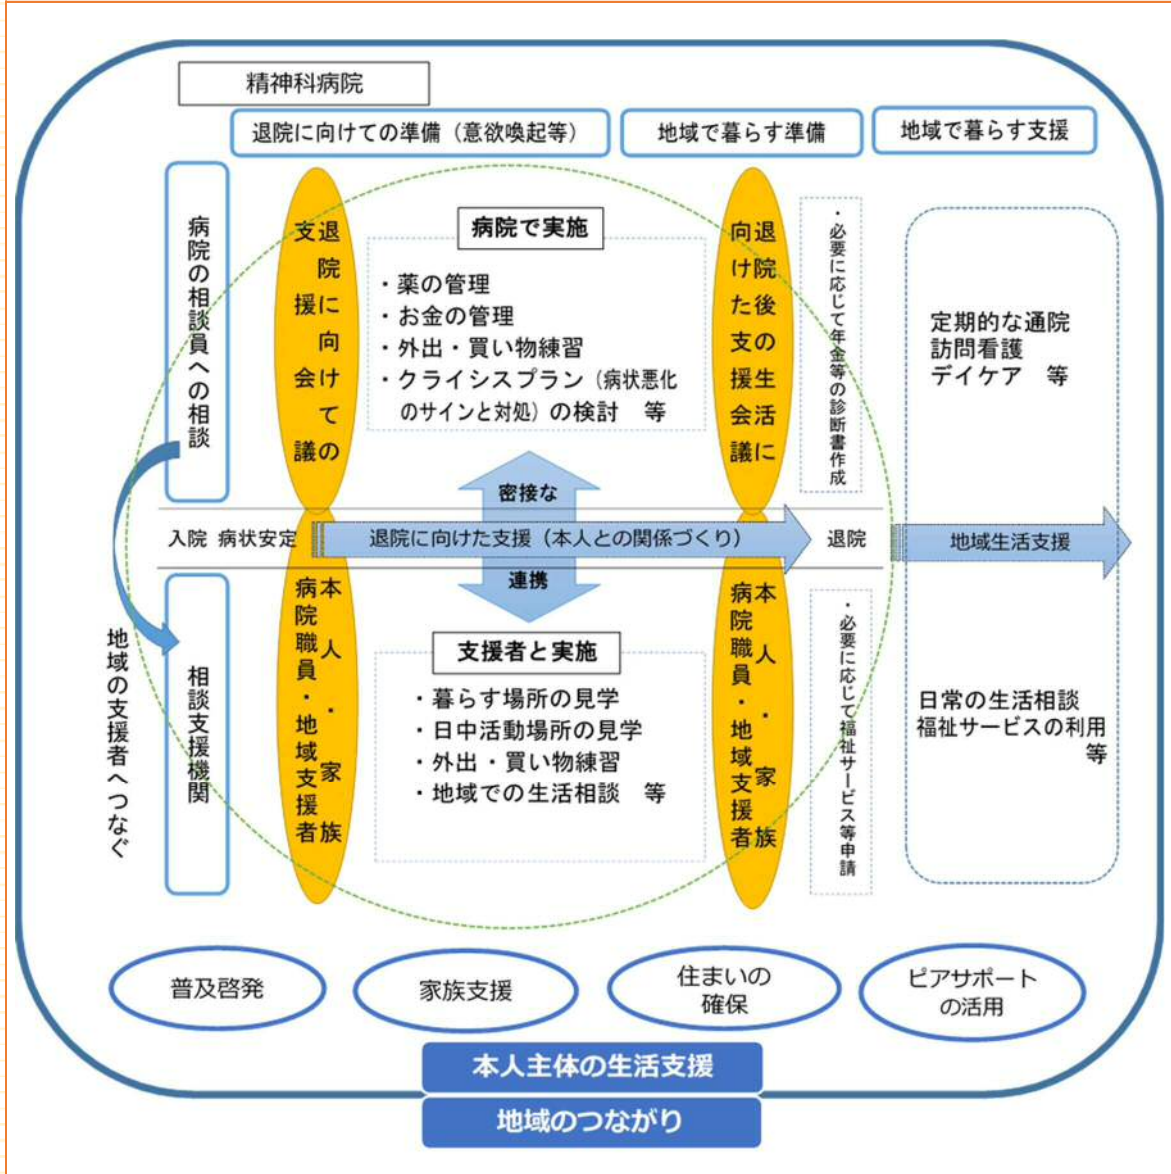 精神科病院
退院に向けての準備（意欲喚起等）
地域で暮らす準備
地域で暮らす支援
病院の相談員への相談
退院に向けての
支援会議
病院で実施
・薬の管理
・お金の管理
・外出・買い物練習
・クライシスプラン（病状悪化
のサインと対処）の検討　等
退院後の生活に
向けた支援会議
・必要に応じて年金等の診断書作成
定期的な通院
訪問看護
デイケア　等
密接な
入院 病状安定
退院に向けた支援（本人との関係づくり）
退院
地域生活支援
連携
地域の支援者へつなぐ
相談支援機関
本人・家族
病院職員・地域支援者
支援者と実施
・暮らす場所の見学
・日中活動場所の見学
・外出・買い物練習
・地域での生活相談　等
本人・家族
病院職員・地域支援者
・必要に応じて福祉サービス等申請
日常の生活相談
福祉サービスの利用
等
普及啓発
家族支援
住まいの
確保
ピアサポート
の活用
本人主体の生活支援
地域のつながり